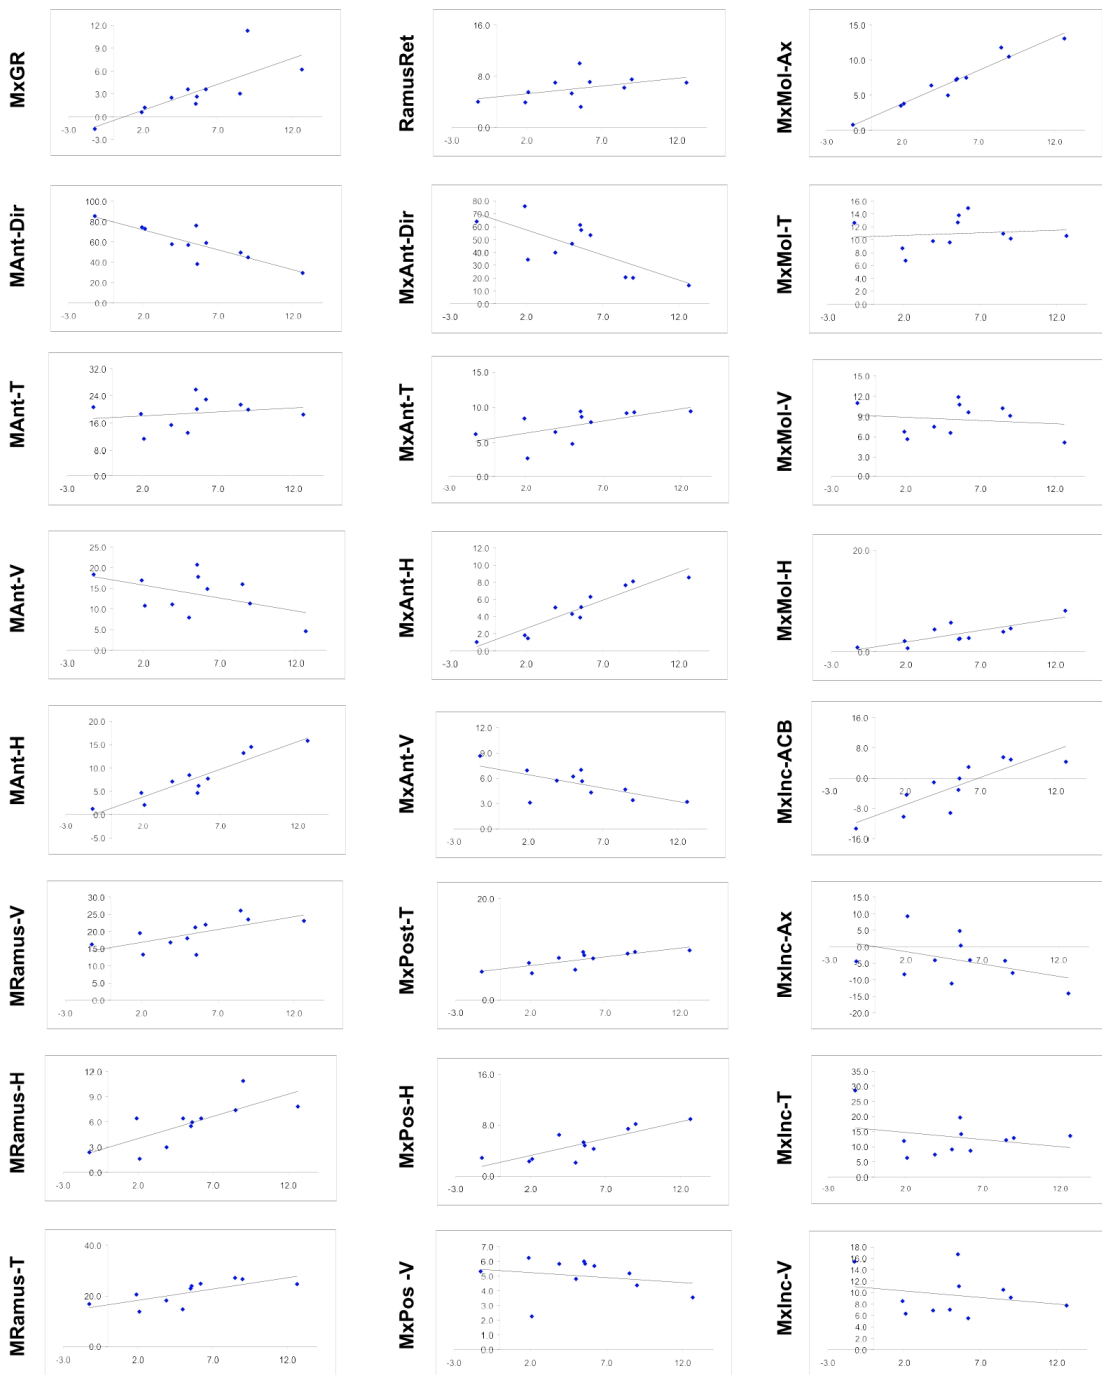 MxGR
12.0
9.0
6.0
3.0
0.0
-3.0
-3.0 2.0 7.0 12.0
RamusRet
16.0
8.0
0.0
-3.0 2.0 7.0 12.0
MxMol-Ax
15.0
10.0
5.0
0.0
-3.0 2.0 7.0 12.0
MAnt-Dir
100.0
80.0
60.0
40.0
20.0
0.0
-3.0 2.0 7.0 12.0
MxAnt-Dir
80.0
70.0
60.0
50.0
40.0
30.0
20.0
10.0
0.0
-3.0 2.0 7.0 12.0
MxMol-T
16.0
14.0
12.0
10.0
8.0
6.0
4.0
2.0
0.0
-3.0 2.0 7.0 12.0
MAnt-T
32.0
24.0
16.0
8.0
0.0
-3.0 2.0 7.0 12.0
MxAnt-T
15.0
10.0
5.0
0.0
-3.0 2.0 7.0 12.0
MxMol-V
15.0
12.0
9.0
6.0
3.0
0.0
-3.0 2.0 7.0 12.0
MAnt-V
25.0
20.0
15.0
10.0
5.0
0.0
-3.0 2.0 7.0 12.0
MxAnt-H
12.0
10.0
8.0
6.0
4.0
2.0
0.0
-3.0 2.0 7.0 12.0
MxMol-H
20.0
0.0
-3.0 2.0 7.0 12.0
MAnt-H
20.0
15.0
10.0
5.0
0.0
-5.0
-3.0 2.0 7.0 12.0
MxAnt-V
12.0
9.0
6.0
3.0
0.0
-3.0 2.0 7.0 12.0
MxInc-ACB
16.0
8.0
0.0
-8.0
-16.0
-3.0 2.0 7.0 12.0
MRamus-V
30.0
25.0
20.0
15.0
10.0
5.0
0.0
-3.0 2.0 7.0 12.0
MxPost-T
20.0
0.0
-3.0 2.0 7.0 12.0
MxInc-Ax
15.0
10.0
5.0
0.0
-5.0
-10.0
-15.0
-20.0
-3.0 2.0 7.0 12.0
MRamus-H
12.0
9.0
6.0
3.0
0.0
-3.0 2.0 7.0 12.0
MxPos-H
16.0
8.0
0.0
-3.0 2.0 7.0 12.0
MxInc-T
35.0
30.0
25.0
20.0
15.0
10.0
5.0
0.0
-3.0 2.0 7.0 12.0
MRamus-T
40.0
20.0
0.0
-3.0 2.0 7.0 12.0
MxPos -V
7.0
6.0
5.0
4.0
3.0
2.0
1.0
0.0
-3.0 2.0 7.0 12.0
MxInc-V
18.0
16.0
14.0
12.0
10.0
8.0
6.0
4.0
2.0
0.0
-3.0 2.0 7.0 12.0